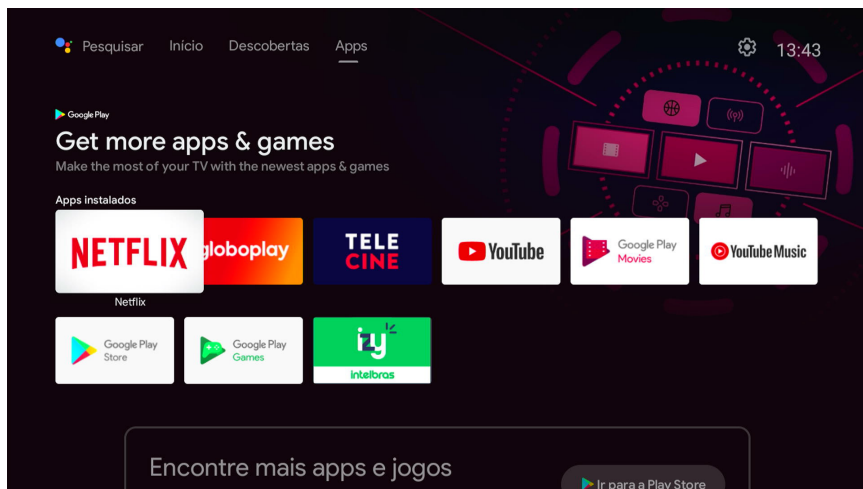 Pesquisar Início Descobertas Apps 13:43
Google Play
Get more apps & games
Make the most of your TV with the newest apps & games
Apps instalados
NETFLIX globoplay TELE CINE YouTube Google Play Movies YouTube Music
Netflix
Google Play Store Google Play Games izy intelbras
Encontre mais apps e jogos
Ir para a Play Store